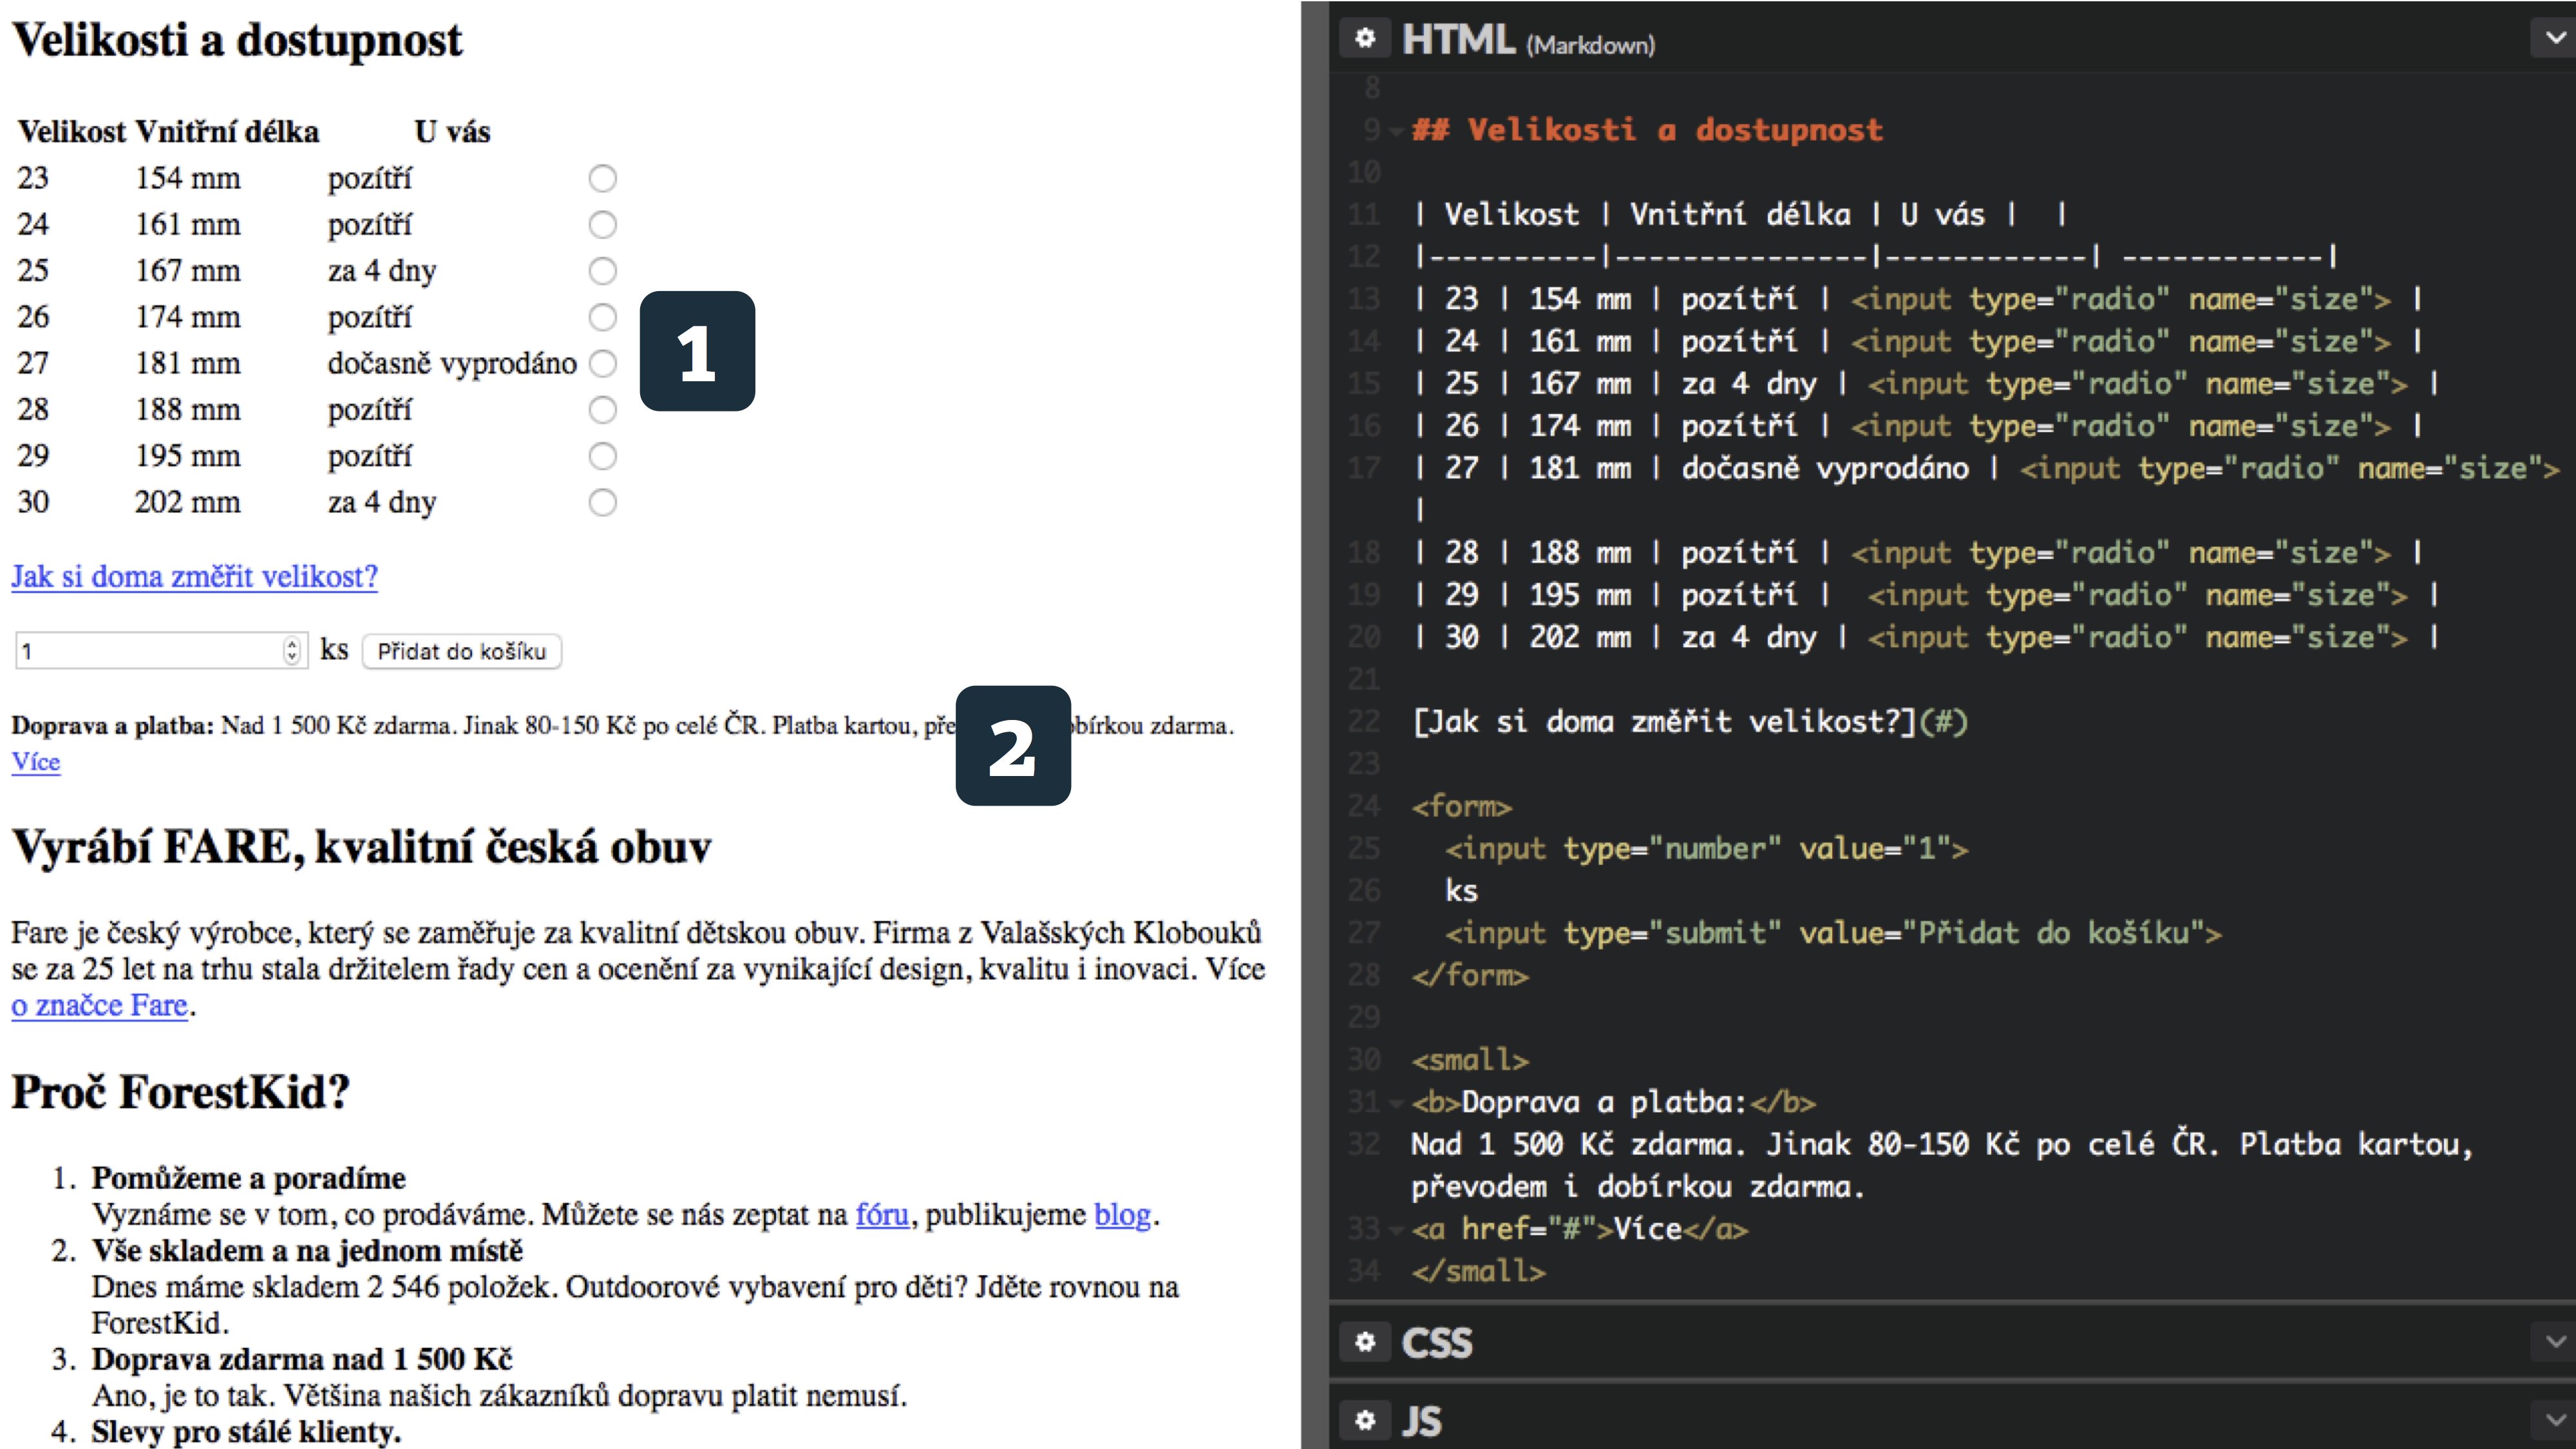 Velikosti a dostupnost
Velikost Vnitřní délka U vás
23 154 mm pozítří
24 161 mm pozítří
25 167 mm za 4 dny
26 174 mm pozítří
27 181 mm dočasně vyprodáno
28 188 mm pozítří
29 195 mm pozítří
30 202 mm za 4 dny
1
Jak si doma změřit velikost?
1 ks Přidat do košíku
Doprava a platba: Nad 1 500 Kč zdarma. Jinak 80-150 Kč po celé ČR. Platba kartou, pře bírkou zdarma.
Více
2
Vyrábí FARE, kvalitní česká obuv
Fare je český výrobce, který se zaměřuje za kvalitní dětskou obuv. Firma z Valašských Klobouků
se za 25 let na trhu stala držitelem řady cen a ocenění za vynikající design, kvalitu i inovaci. Více
o značce Fare.
Proč ForestKid?
1. Pomůžeme a poradíme
Vyznáme se v tom, co prodáváme. Můžete se nás zeptat na fóru, publikujeme blog.
2. Vše skladem a na jednom místě
Dnes máme skladem 2 546 položek. Outdoorové vybavení pro děti? Jděte rovnou na
ForestKid.
3. Doprava zdarma nad 1 500 Kč
Ano, je to tak. Většina našich zákazníků dopravu platit nemusí.
4. Slevy pro stálé klienty.
HTML (Markdown)
8
9 ## Velikosti a dostupnost
10
11 | Velikost | Vnitřní délka | U vás |  |
12 |----------|---------------|------------| ------------|
13 | 23 | 154 mm | pozítří | <input type="radio" name="size"> |
14 | 24 | 161 mm | pozítří | <input type="radio" name="size"> |
15 | 25 | 167 mm | za 4 dny | <input type="radio" name="size"> |
16 | 26 | 174 mm | pozítří | <input type="radio" name="size"> |
17 | 27 | 181 mm | dočasně vyprodáno | <input type="radio" name="size">
|
18 | 28 | 188 mm | pozítří | <input type="radio" name="size"> |
19 | 29 | 195 mm | pozítří |  <input type="radio" name="size"> |
20 | 30 | 202 mm | za 4 dny | <input type="radio" name="size"> |
21
22 [Jak si doma změřit velikost?](#)
23
24 <form>
25 <input type="number" value="1">
26 ks
27 <input type="submit" value="Přidat do košíku">
28 </form>
29
30 <small>
31 <b>Doprava a platba:</b>
32 Nad 1 500 Kč zdarma. Jinak 80-150 Kč po celé ČR. Platba kartou,
převodem i dobírkou zdarma.
33 <a href="#">Více</a>
34 </small>
CSS
JS